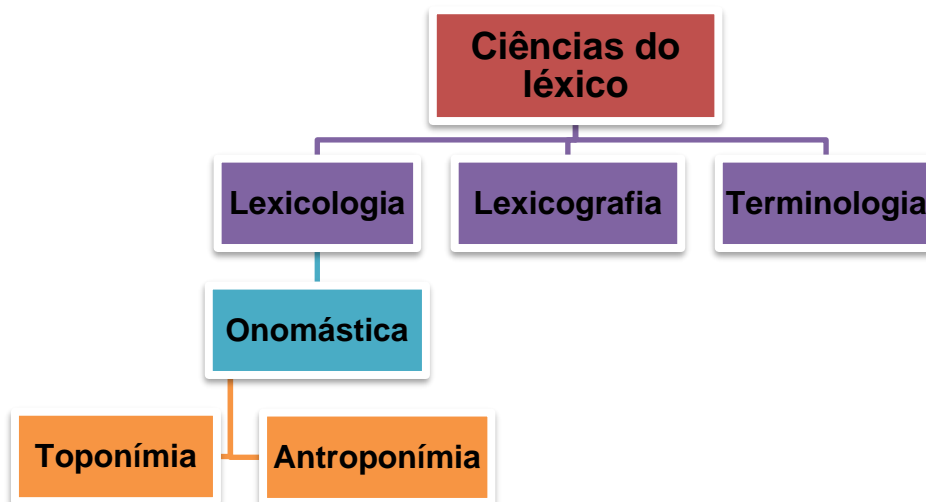 Ciências do
léxico
Lexicologia
Lexicografia
Terminologia
Onomástica
Toponímia
Antroponímia